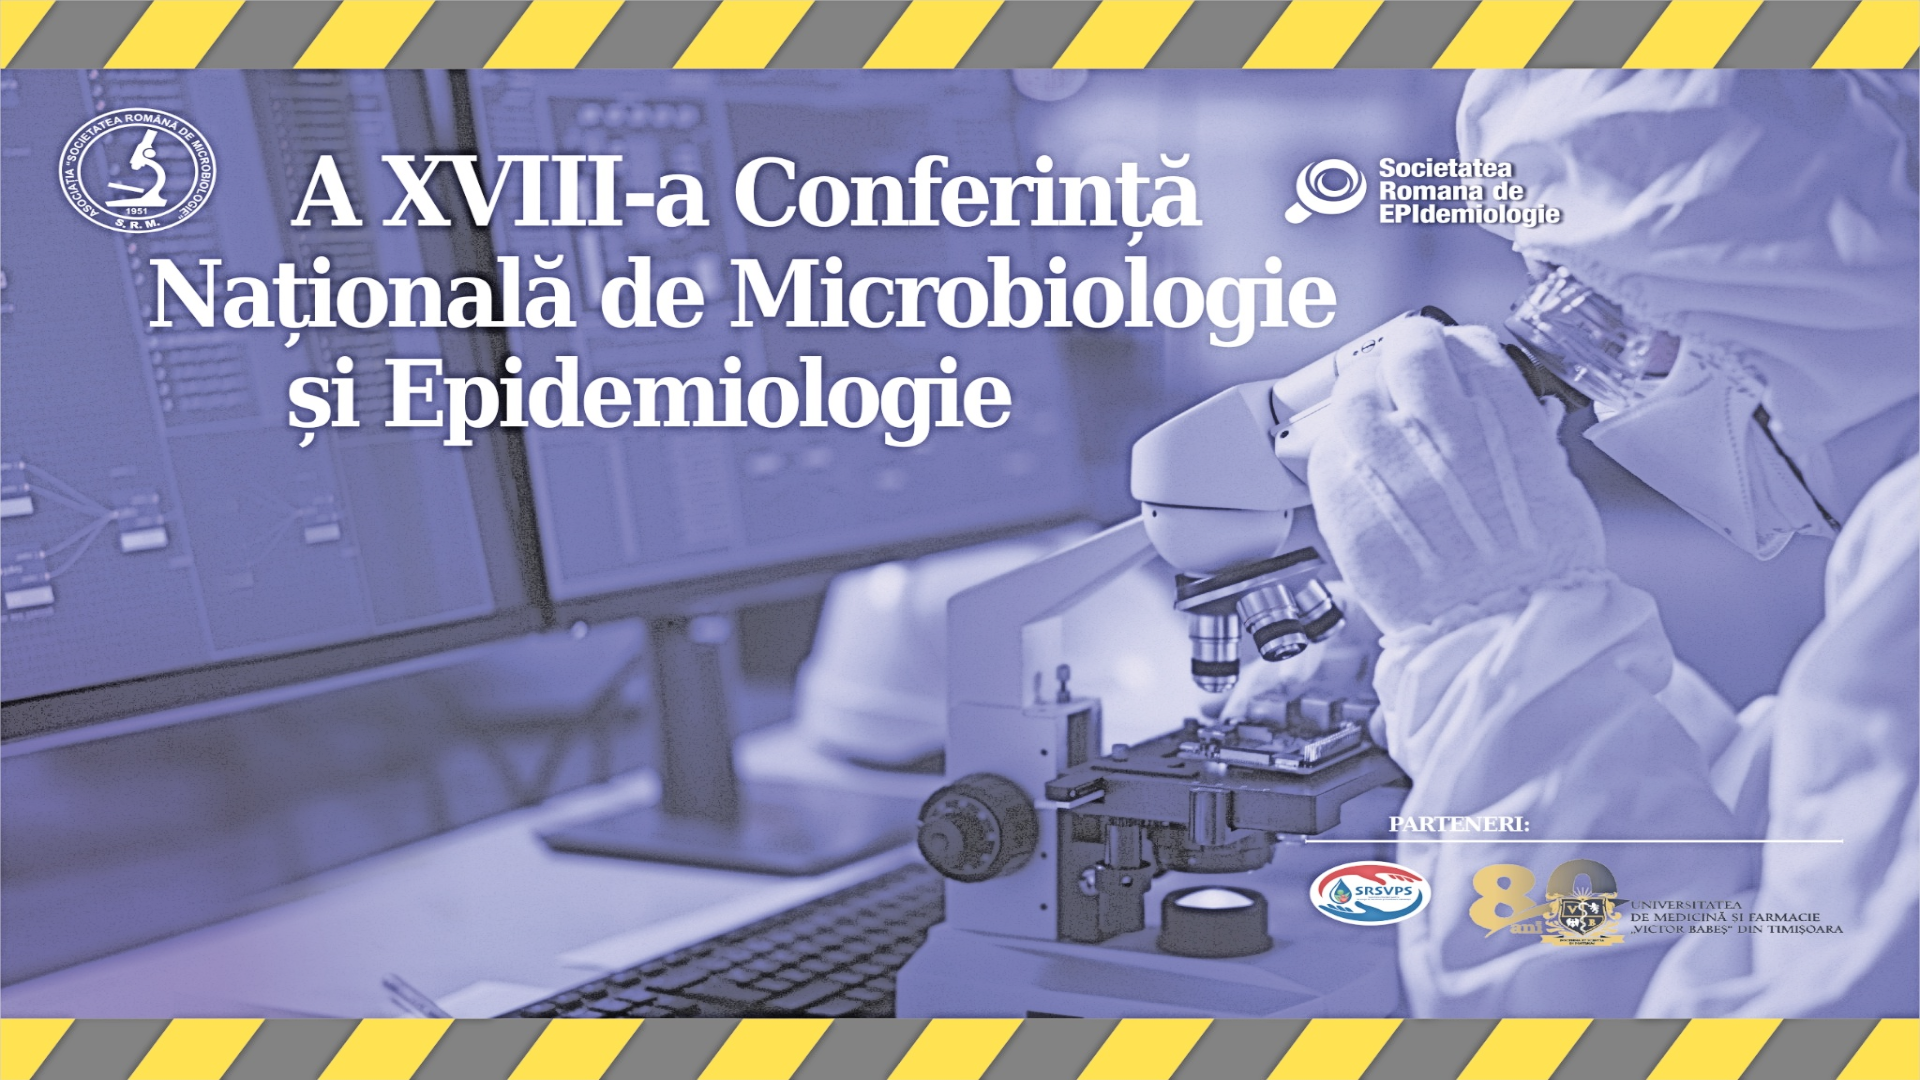 ASOCIAȚIA "SOCIETATEA ROMÂNĂ DE MICROBIOLOGIE"
1951
S. R. M.
A XVIII-a Conferință
Națională de Microbiologie
și Epidemiologie
Societatea
Romana de
EPIdemiologie
PARTENERI:
SRSVPS
80
ani
V B
UNIVERSITATEA
DE MEDICINĂ ȘI FARMACIE
„VICTOR BABEȘ" DIN TIMIȘOARA